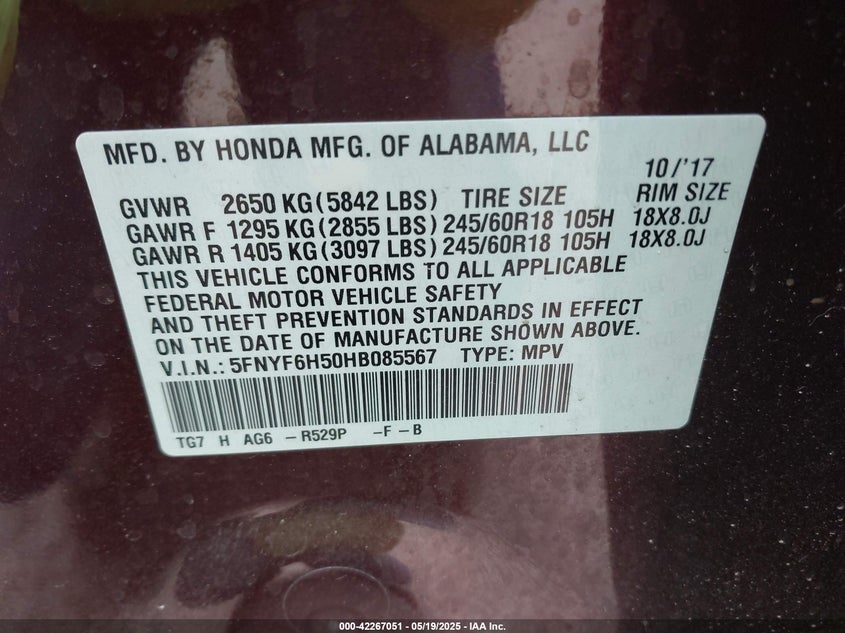 MFD. BY HONDA MFG. OF ALABAMA, LLC
10/'17
GVWR 2650 KG(5842 LBS) TIRE SIZE RIM SIZE
GAWR F 1295 KG(2855 LBS) 245/60R18 105H 18X8.0J
GAWR R 1405 KG(3097 LBS) 245/60R18 105H 18X8.0J
THIS VEHICLE CONFORMS TO ALL APPLICABLE
FEDERAL MOTOR VEHICLE SAFETY
AND THEFT PREVENTION STANDARDS IN EFFECT
ON THE DATE OF MANUFACTURE SHOWN ABOVE.
V.I.N.: 5FNYF6H50HB085567 TYPE: MPV
TG7 H AG6 -R529P -F-B
000-42267051 - 05/19/2025 - IAA Inc.